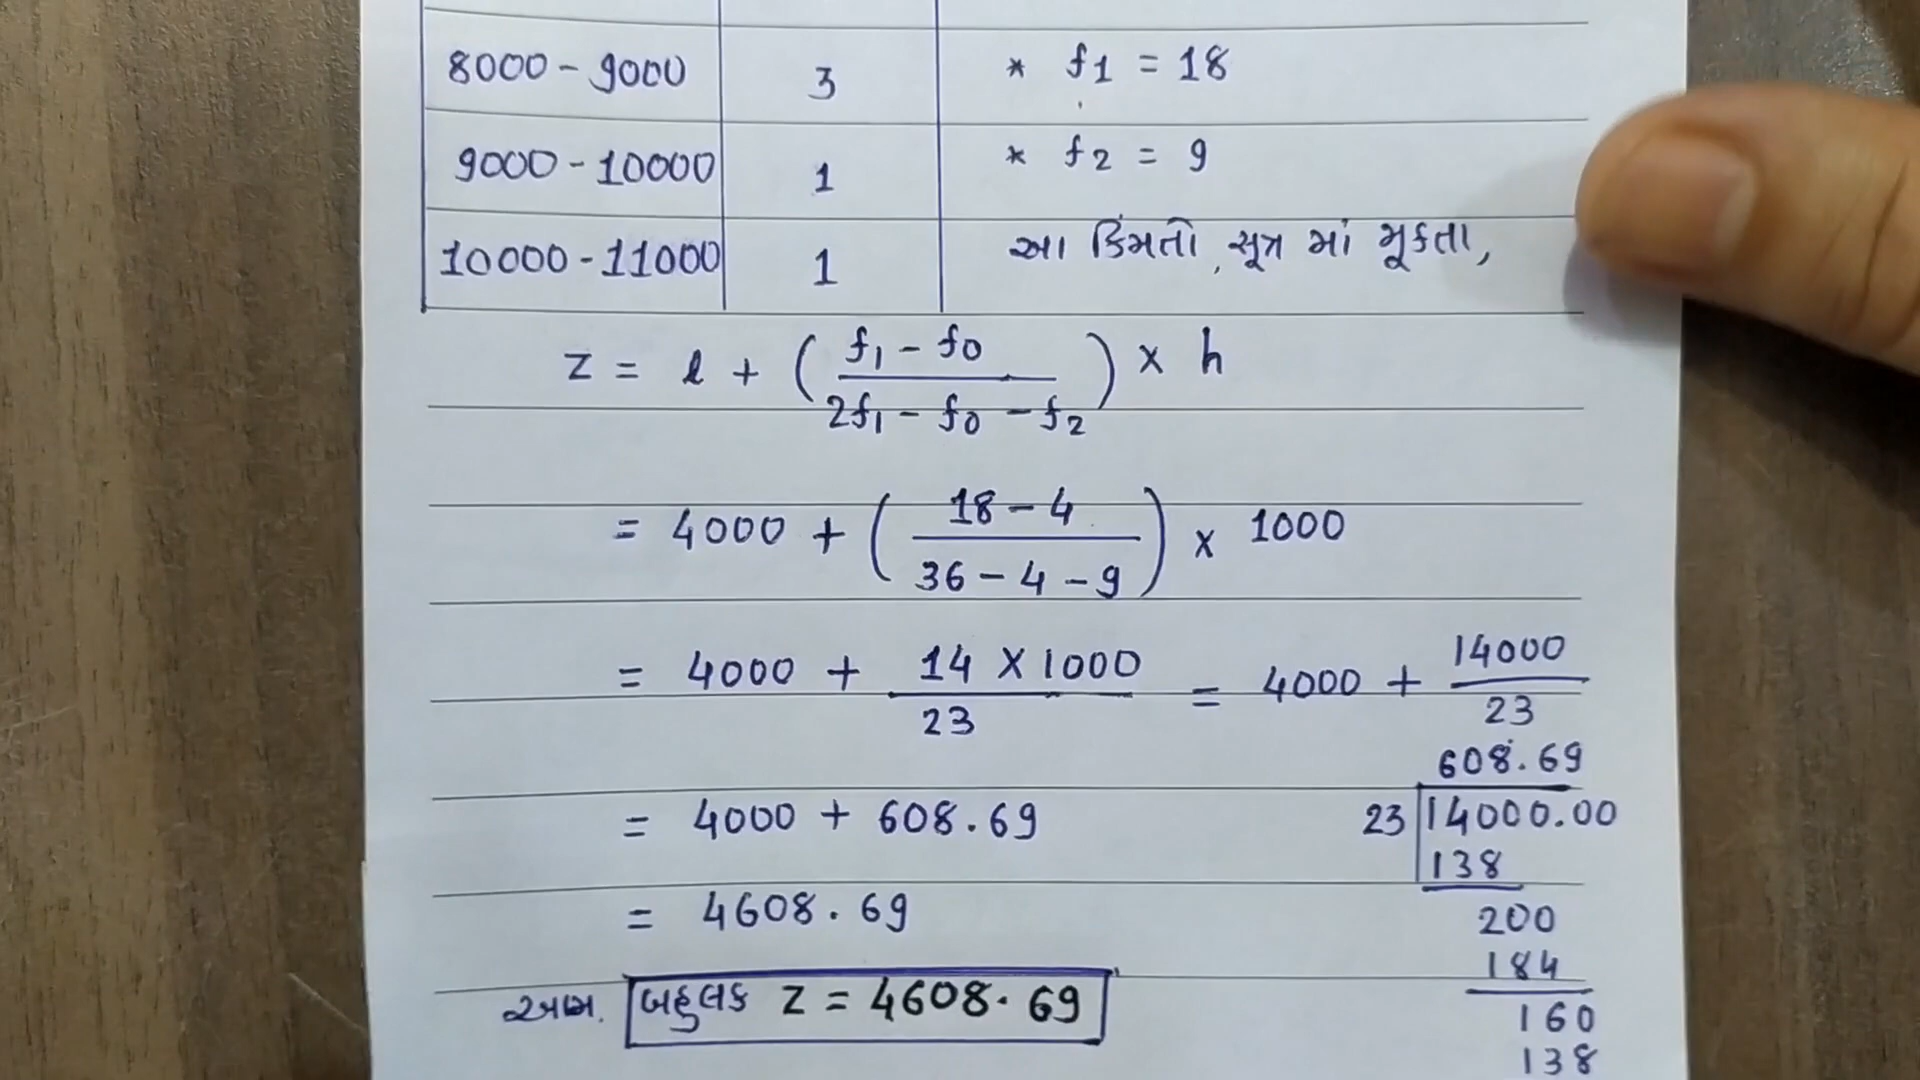 8000 - 9000 3 * f1 = 18
9000 - 10000 1 * f2 = 9
10000 - 11000 1 આ કિંમતો, સૂત્ર માં મૂકતા,
Z = l + ( f1 - f0 / 2f1 - f0 - f2 ) × h
= 4000 + ( 18 - 4 / 36 - 4 - 9 ) × 1000
= 4000 + 14 × 1000 / 23 = 4000 + 14000 / 23
608.69
= 4000 + 608.69 23 14000.00
138
= 4608.69 200
184
બહુલક Z = 4608.69 160
138